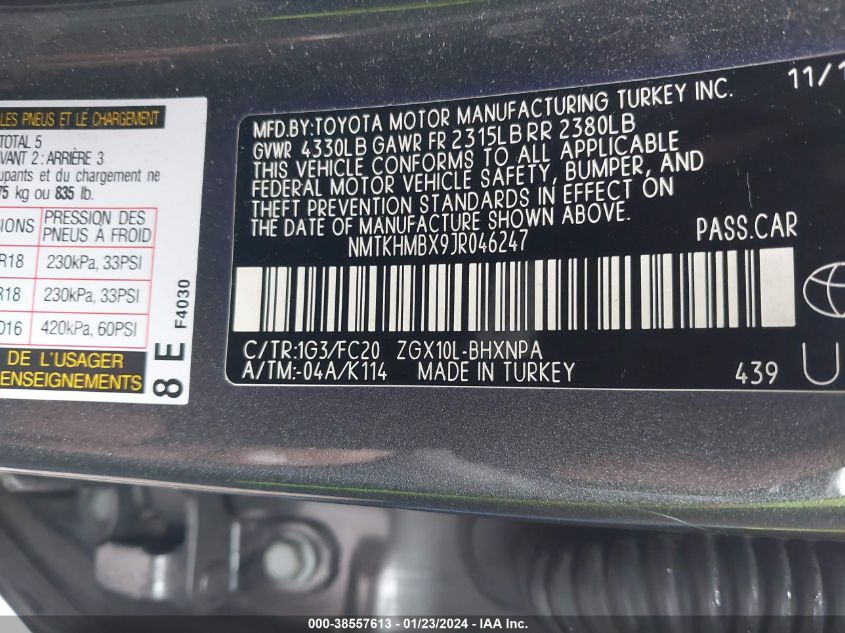 LES PNEUS ET LE CHARGEMENT
TOTAL 5
VANT 2 : ARRIÈRE 3
upants et du chargement ne
75 kg ou 835 lb.
IONS PRESSION DES PNEUS À FROID
R18 230kPa, 33PSI
R18 230kPa, 33PSI
D16 420kPa, 60PSI
DE L'USAGER
ENSEIGNEMENTS
8 E F4030
11/1
MFD.BY:TOYOTA MOTOR MANUFACTURING TURKEY INC.
GVWR 4330LB GAWR FR 2315LB RR 2380LB
THIS VEHICLE CONFORMS TO ALL APPLICABLE
FEDERAL MOTOR VEHICLE SAFETY, BUMPER, AND
THEFT PREVENTION STANDARDS IN EFFECT ON
THE DATE OF MANUFACTURE SHOWN ABOVE.
NMTKHMBX9JR046247 PASS.CAR
C/TR:1G3/FC20 ZGX10L-BHXNPA
A/TM:-04A/K114 MADE IN TURKEY 439 U
000-38557613 - 01/23/2024 - IAAI.com